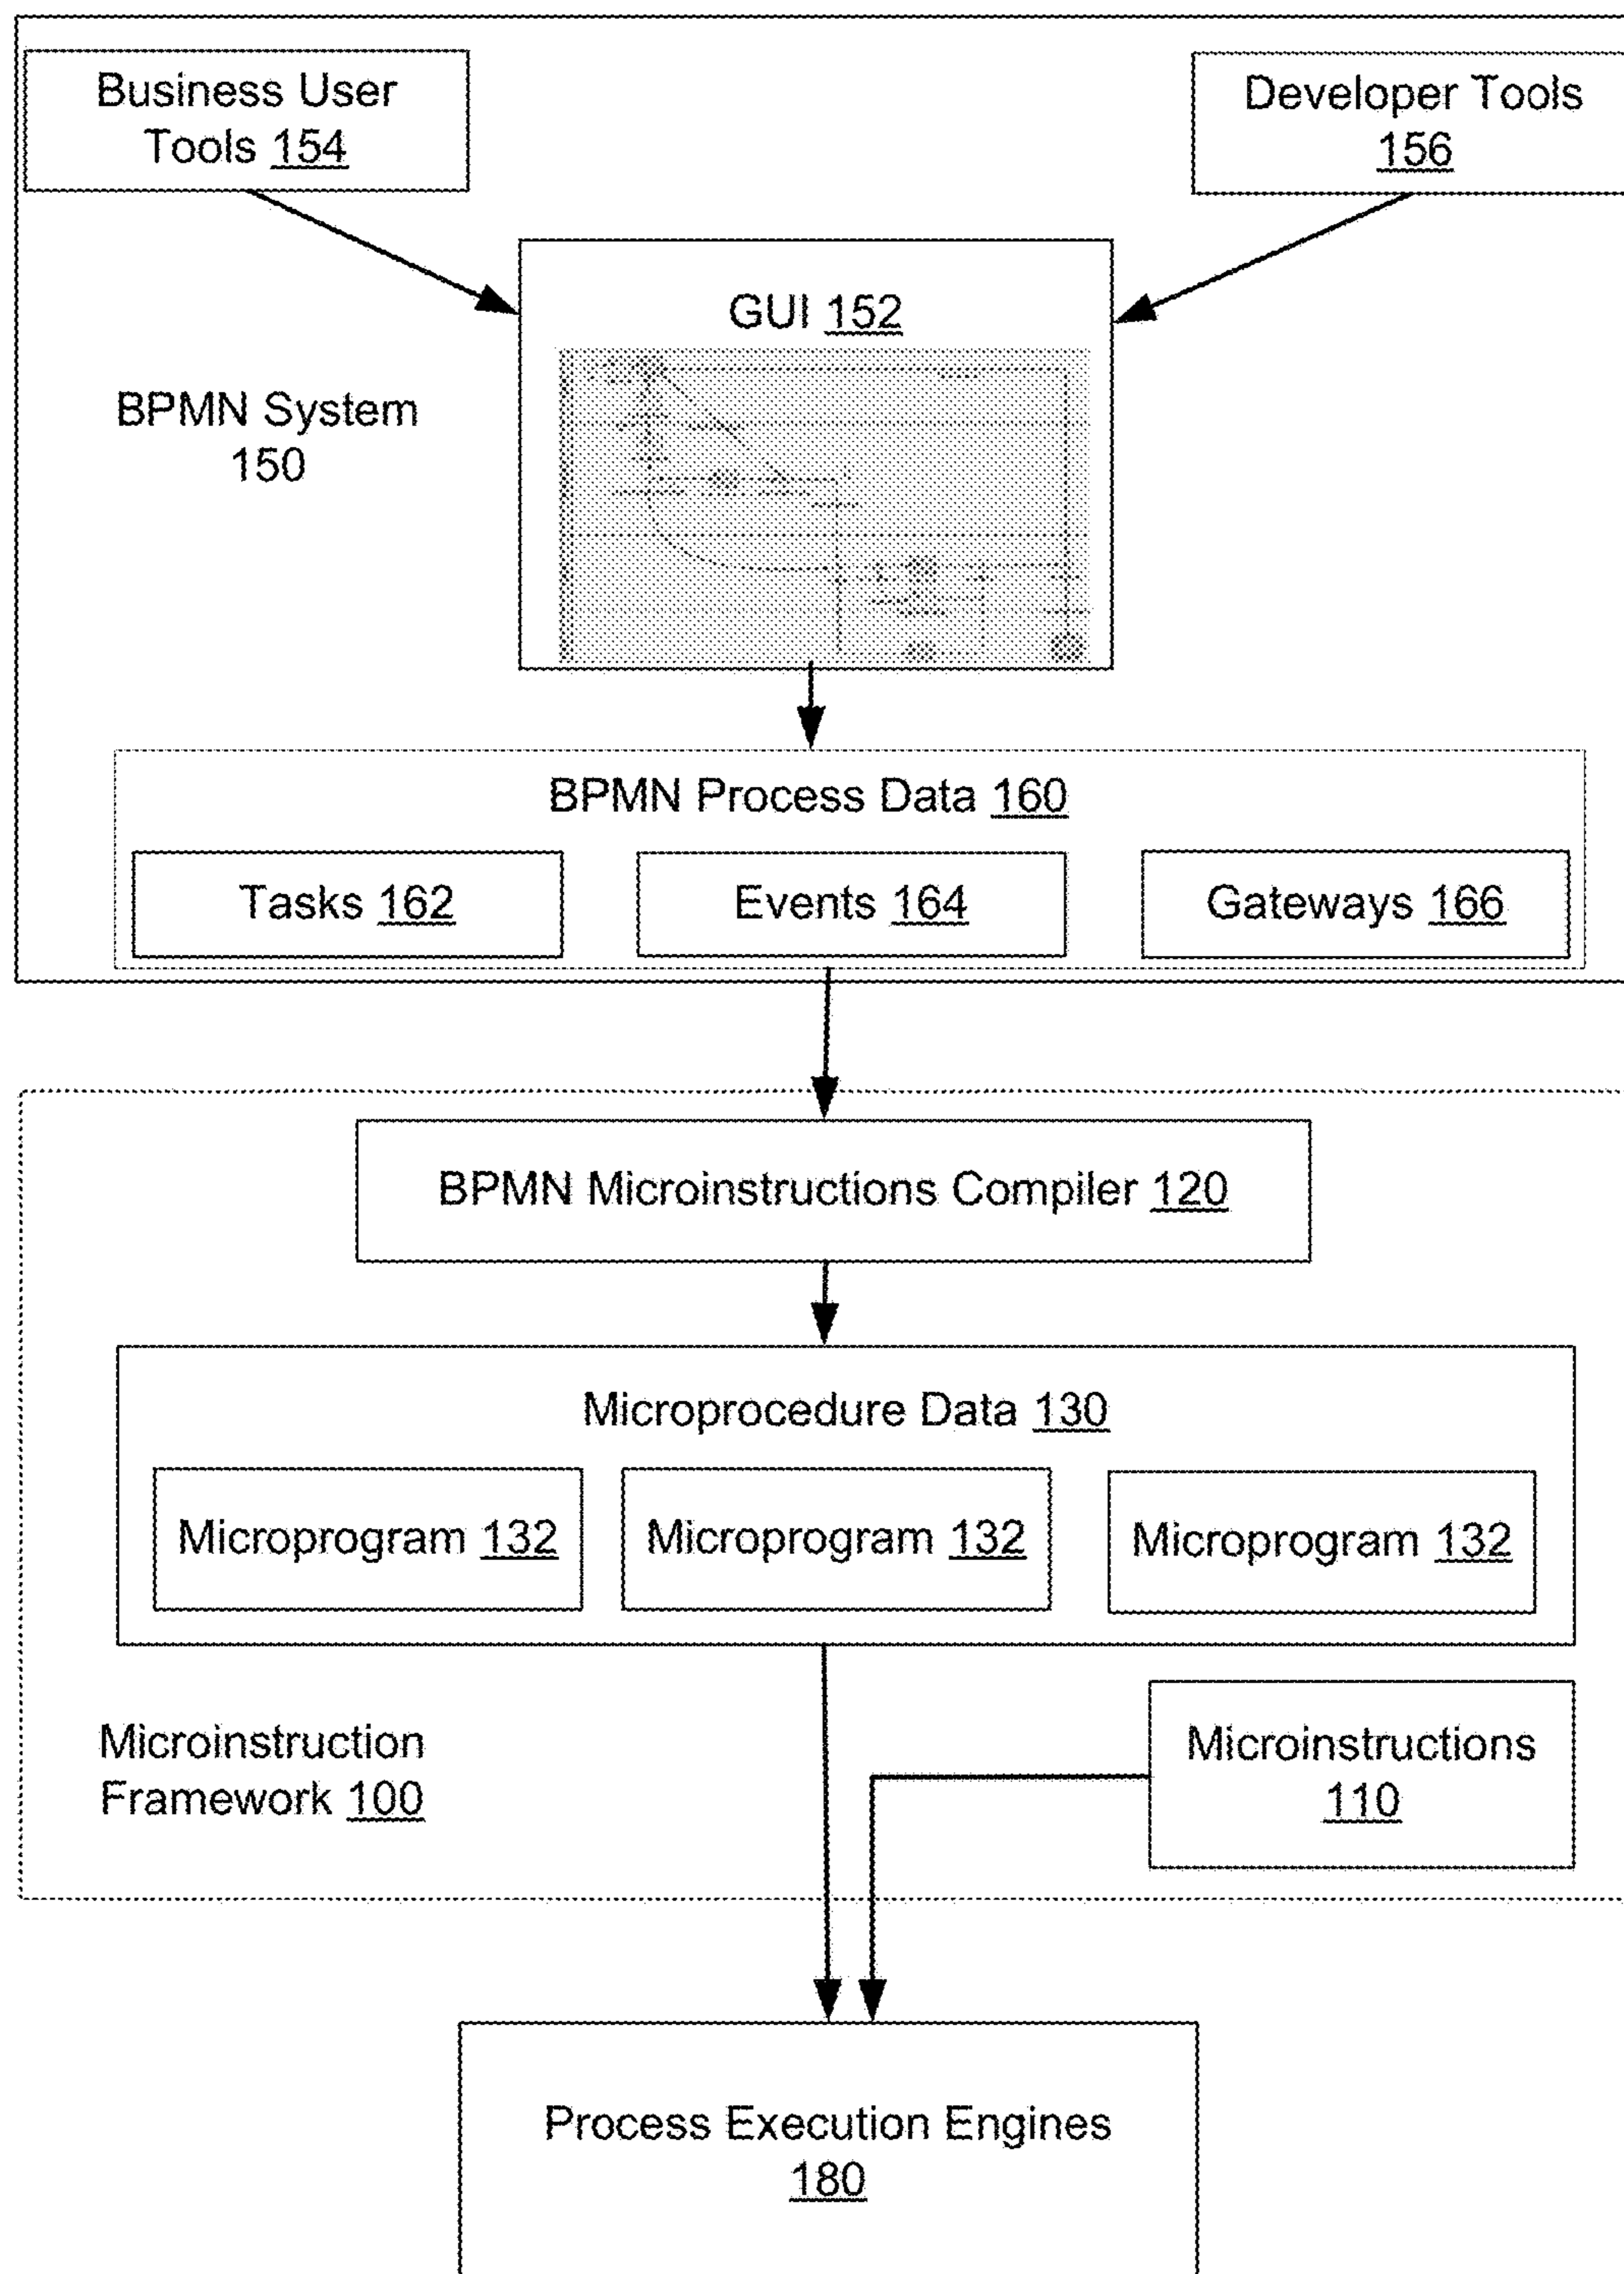 Business User
Tools 154
Developer Tools
156
GUI 152
BPMN System
150
BPMN Process Data 160
Tasks 162
Events 164
Gateways 166
BPMN Microinstructions Compiler 120
Microprocedure Data 130
Microprogram 132
Microprogram 132
Microprogram 132
Microinstruction
Framework 100
Microinstructions
110
Process Execution Engines
180